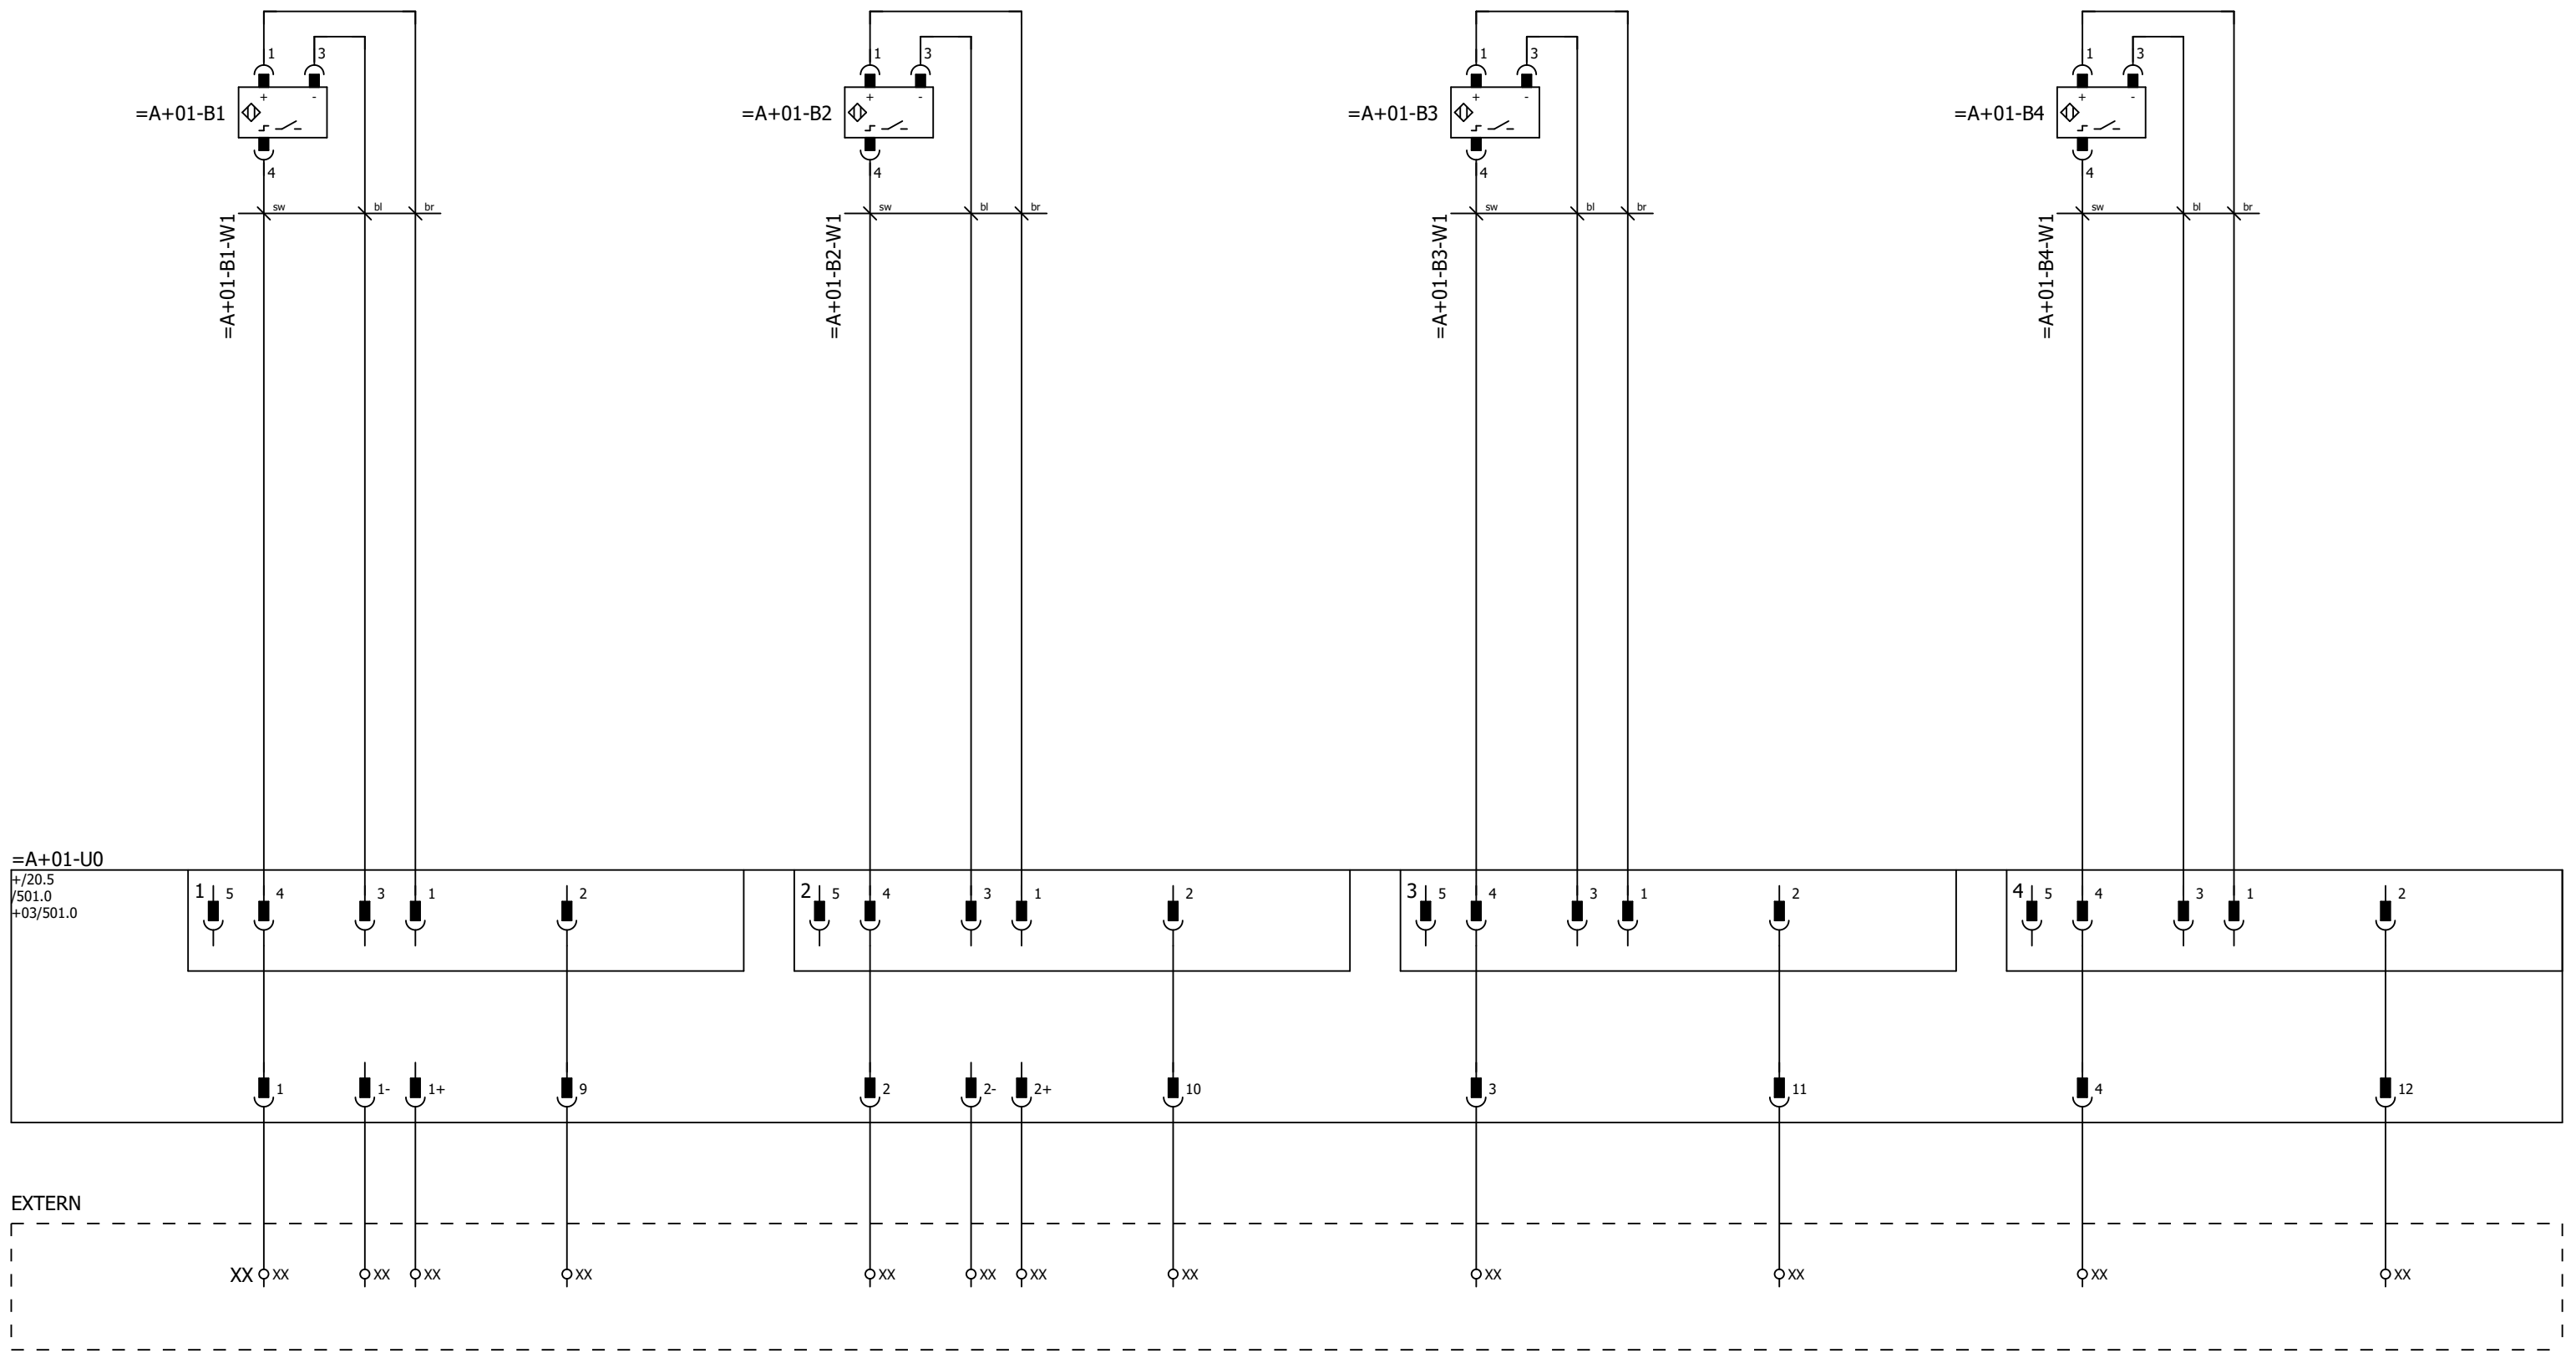 1 3 1 3 1 3 1 3
=A+01-B1 + - =A+01-B2 + - =A+01-B3 + - =A+01-B4 + -
4 4 4 4
sw bl br sw bl br sw bl br sw bl br
=A+01-B1-W1 =A+01-B2-W1 =A+01-B3-W1 =A+01-B4-W1
=A+01-U0
+/20.5
/501.0
+03/501.0
1 5 4 3 1 2 2 5 4 3 1 2 3 5 4 3 1 2 4 5 4 3 1 2
1 1- 1+ 9 2 2- 2+ 10 3 11 4 12
EXTERN
XX XX XX XX XX XX XX XX XX XX XX XX XX